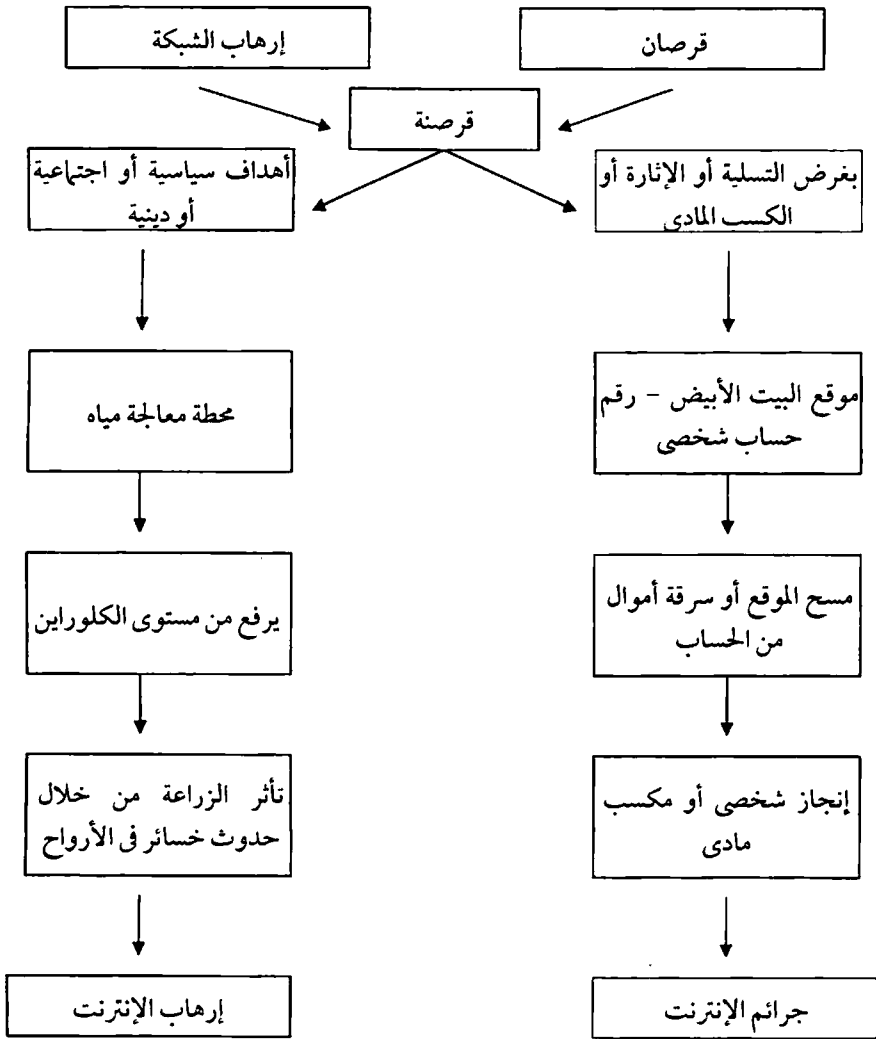 قرصان
إرهاب الشبكة
قرصنة
بغرض التسلية أو الإثارة أو
الكسب المادى
أهداف سياسية أو اجتماعية
أو دينية
موقع البيت الأبيض – رقم
حساب شخصى
محطة معالجة مياه
مسح الموقع أو سرقة أموال
من الحساب
يرفع من مستوى الكلوراين
إنجاز شخصى أو مكسب
مادى
تأثر الزراعة من خلال
حدوث خسائر فى الأرواح
جرائم الإنترنت
إرهاب الإنترنت